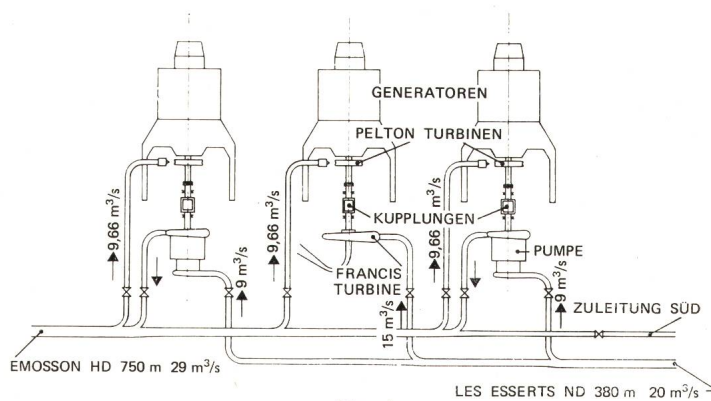 GENERATOREN
PELTON TURBINEN
9,66 m³/s
9,66 m³/s
9,66 m³/s
KUPPLUNGEN
PUMPE
FRANCIS
TURBINE
9 m³/s
15 m³/s
9 m³/s
ZULEITUNG SÜD
EMOSSON HD 750 m 29 m³/s
LES ESSERTS ND 380 m 20 m³/s